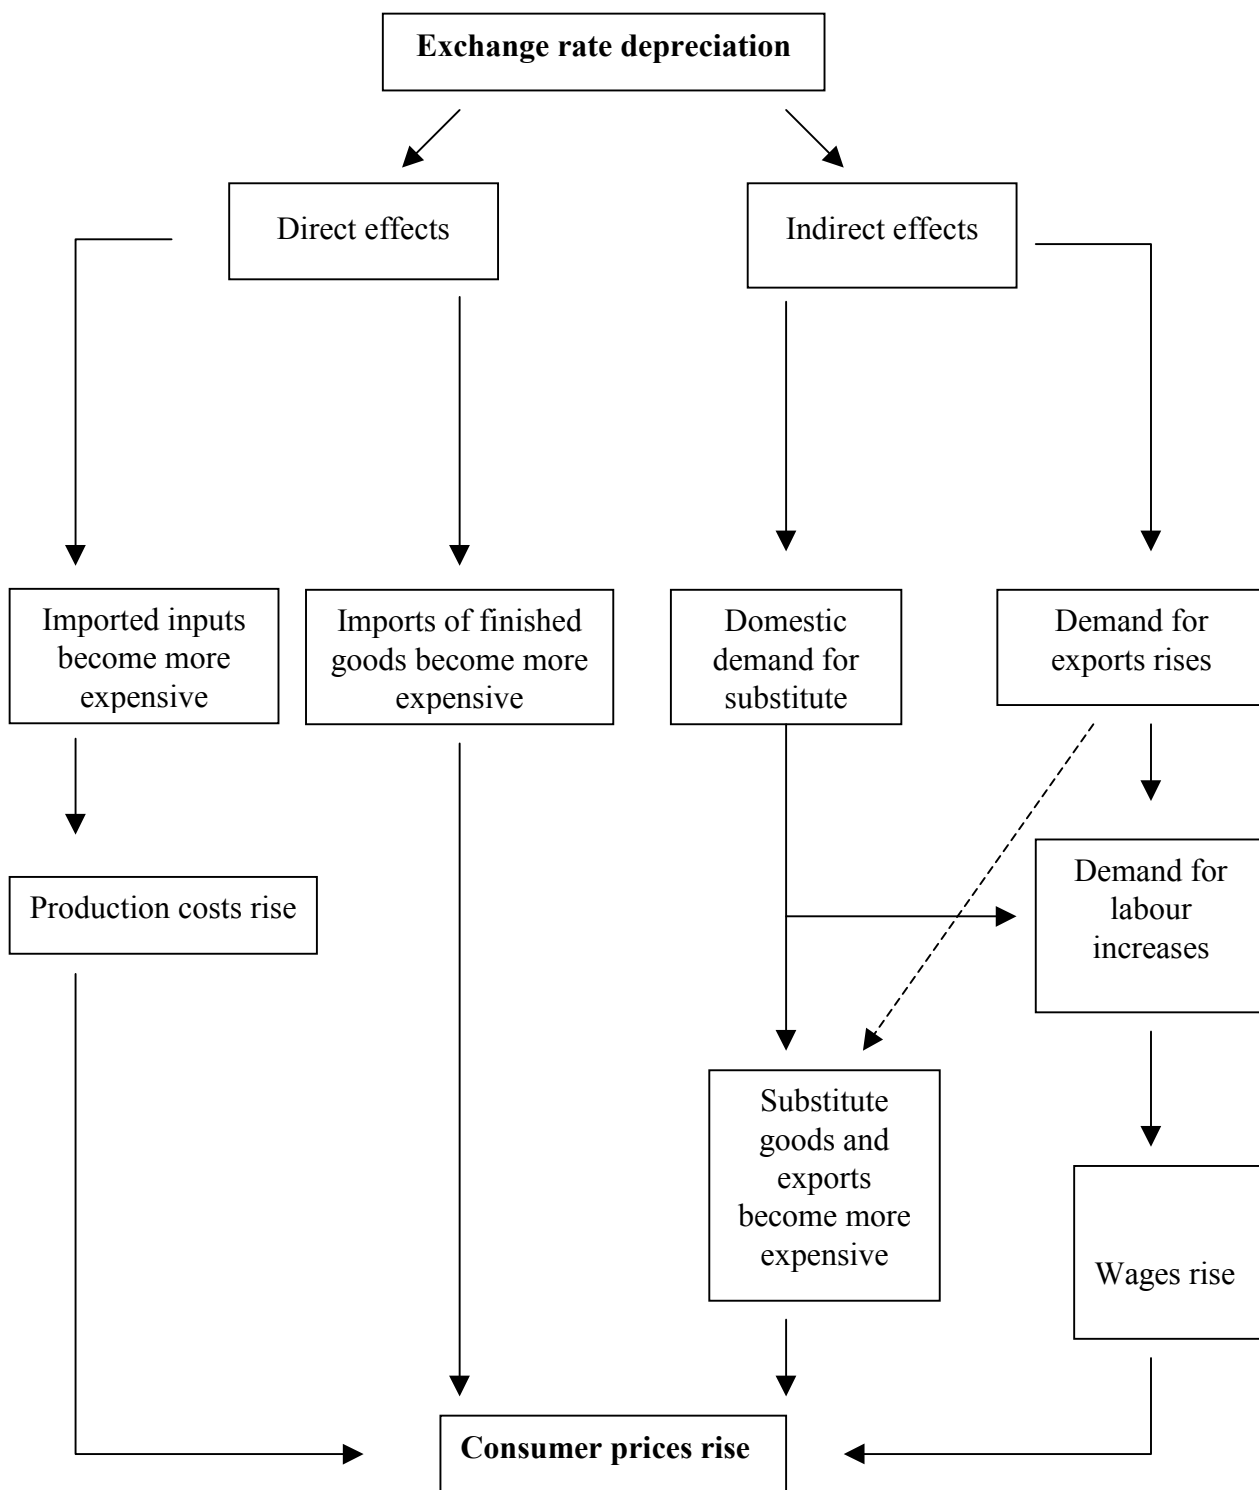 Exchange rate depreciation
Direct effects
Indirect effects
Imported inputs
become more
expensive
Imports of finished
goods become more
expensive
Domestic
demand for
substitute
Demand for
exports rises
Production costs rise
Demand for
labour
increases
Substitute
goods and
exports
become more
expensive
Wages rise
Consumer prices rise